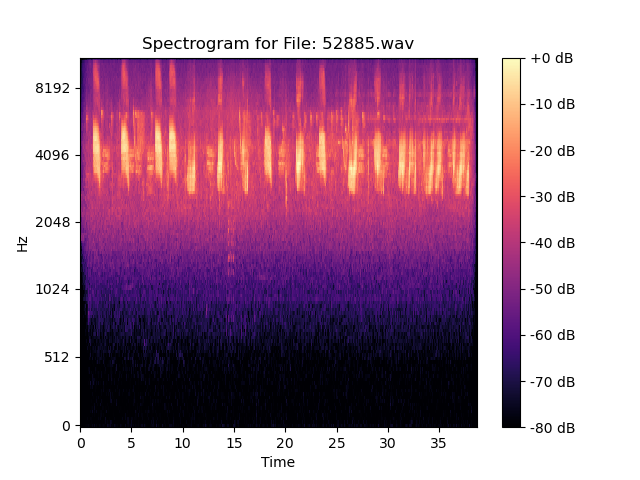 Spectrogram for File: 52885.wav
8192
4096
2048
1024
512
0
Hz
0 5 10 15 20 25 30 35
Time
+0 dB
-10 dB
-20 dB
-30 dB
-40 dB
-50 dB
-60 dB
-70 dB
-80 dB